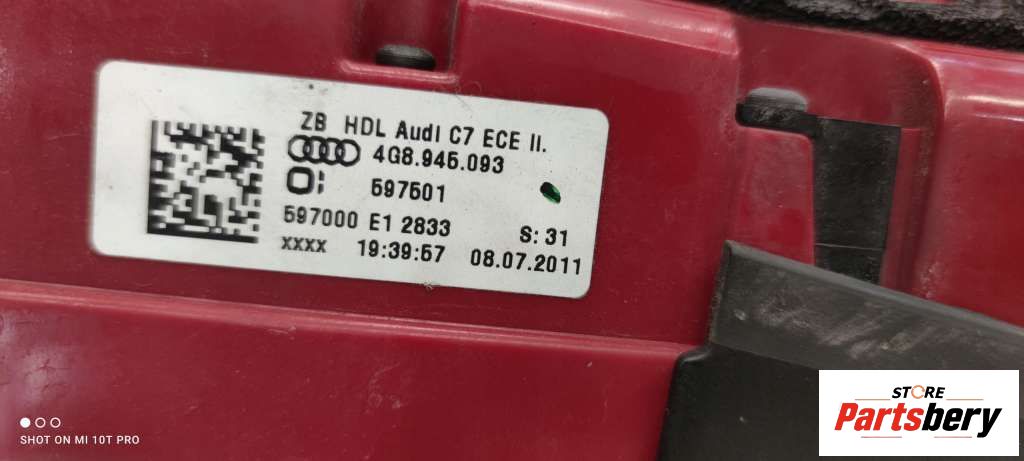 ZB HDL Audi C7 ECE II.
4G8.945.093
597501
597000 E1 2833
S: 31
xxxx 19:39:57 08.07.2011
SHOT ON MI 10T PRO
STORE
Partsbery